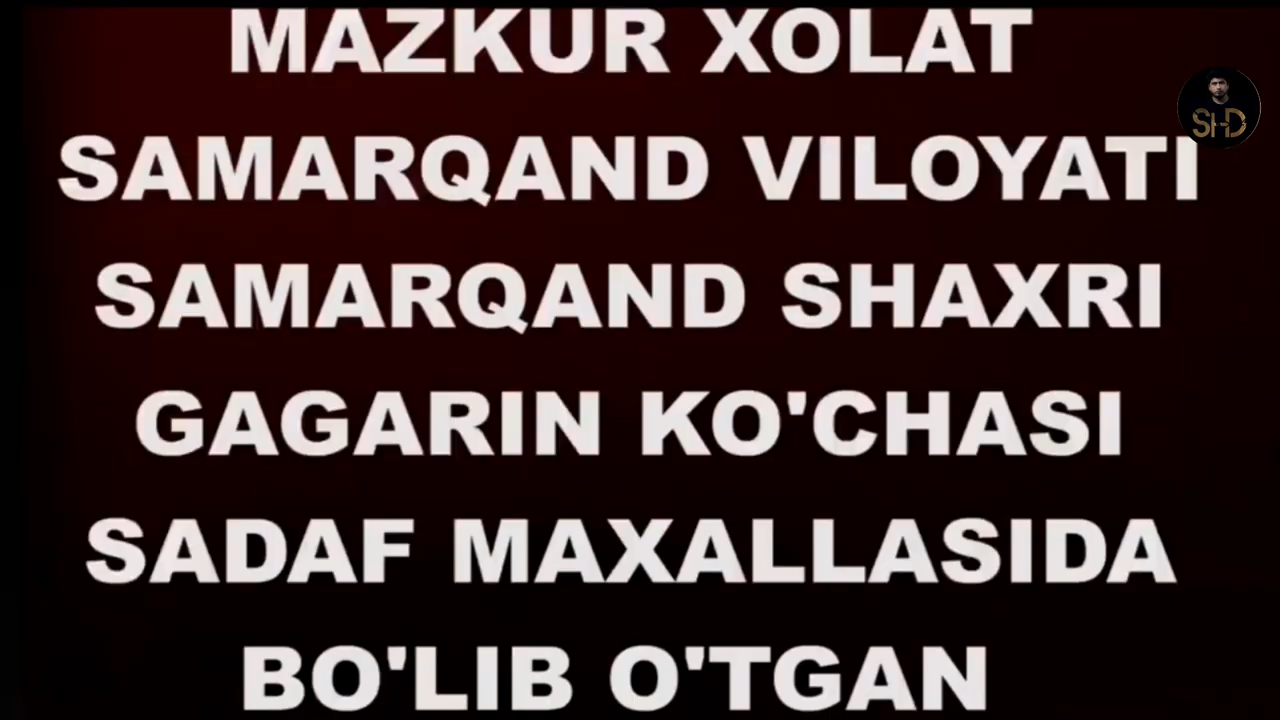 MAZKUR XOLAT
SHD
SAMARQAND VILOYATI
SAMARQAND SHAXRI
GAGARIN KO'CHASI
SADAF MAXALLASIDA
BO'LIB O'TGAN